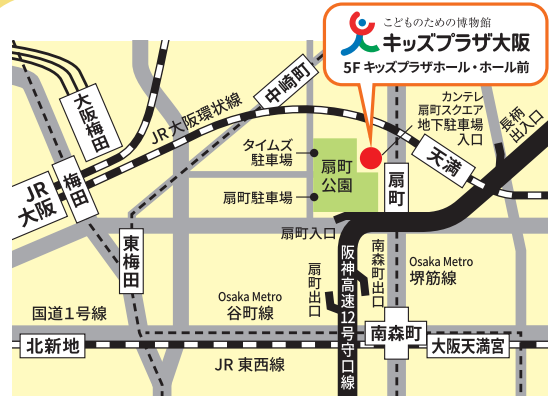 こどものための博物館
キッズプラザ大阪
5F キッズプラザホール・ホール前
中崎町
カンテレ
扇町スクエア
地下駐車場
入口
長柄
出入口
大阪梅田
JR大阪環状線
タイムズ
駐車場
扇町
公園
天満
JR
大阪
梅田
扇町駐車場
扇町
扇町入口
東梅田
阪神高速12号守口線
南森町出口
扇町出口
Osaka Metro
堺筋線
Osaka Metro
谷町線
国道1号線
北新地
JR 東西線
南森町
大阪天満宮